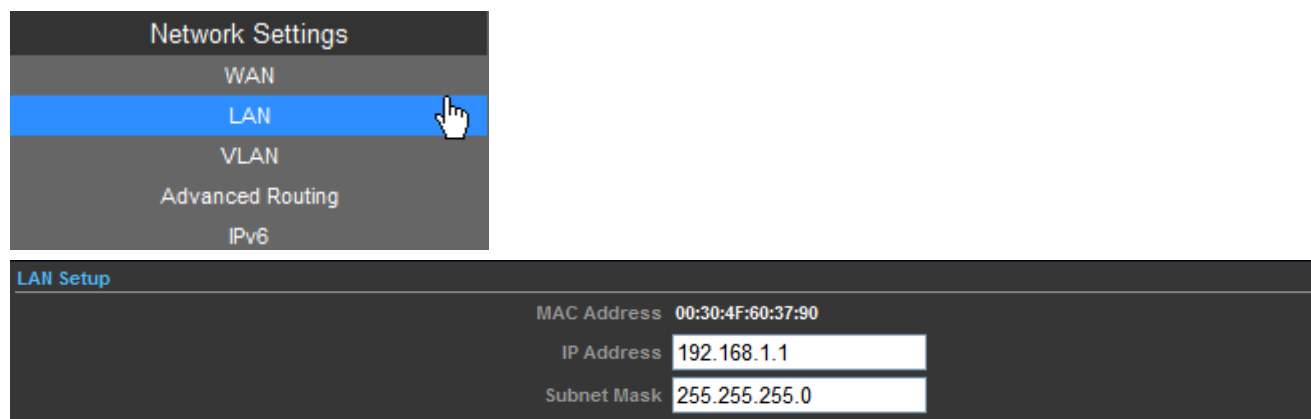 Network Settings
WAN
LAN
VLAN
Advanced Routing
IPv6
LAN Setup
MAC Address 00:30:4F:60:37:90
IP Address 192.168.1.1
Subnet Mask 255.255.255.0